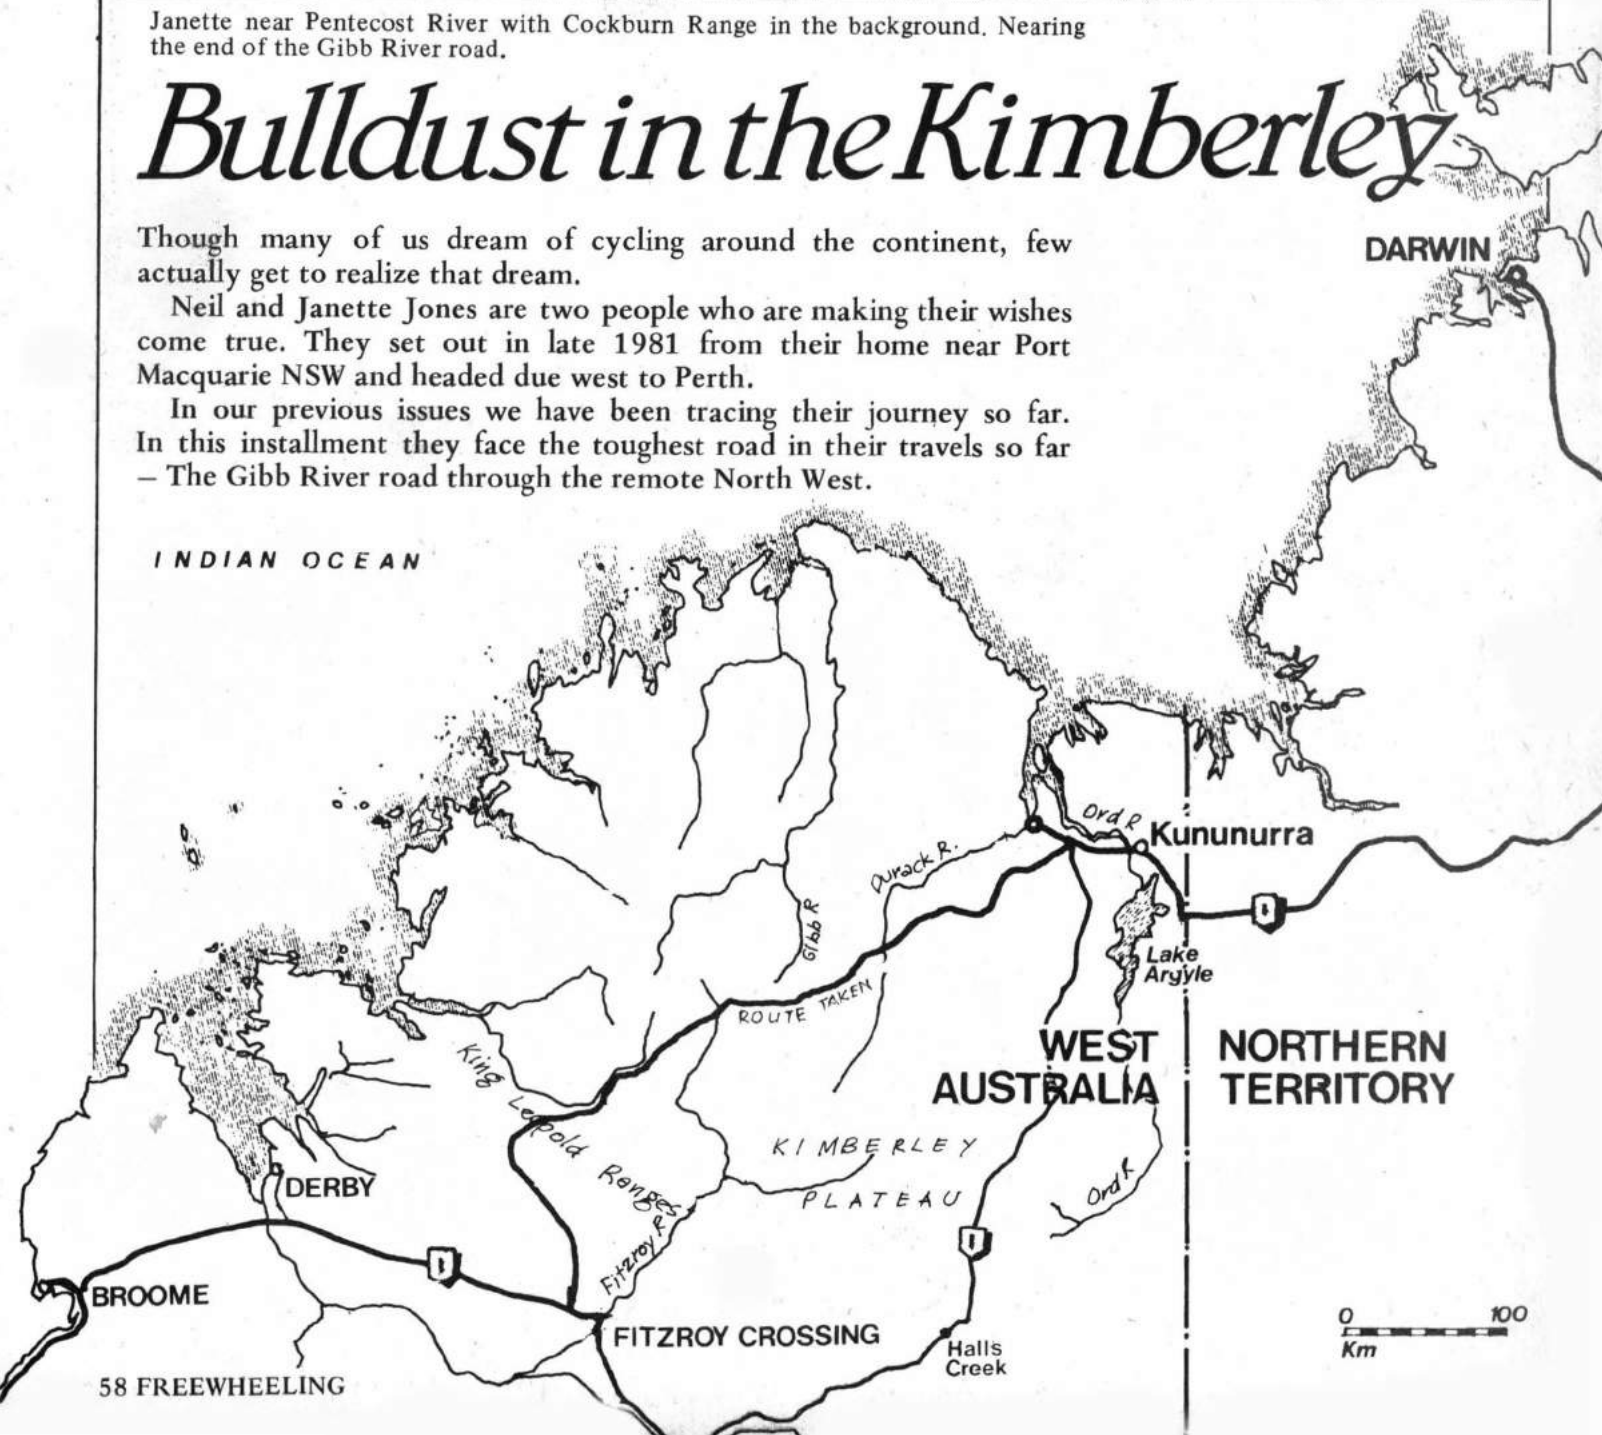 Janette near Pentecost River with Cockburn Range in the background. Nearing
the end of the Gibb River road.
Bulldust in the Kimberley
Though many of us dream of cycling around the continent, few
actually get to realize that dream.
Neil and Janette Jones are two people who are making their wishes
come true. They set out in late 1981 from their home near Port
Macquarie NSW and headed due west to Perth.
In our previous issues we have been tracing their journey so far.
In this installment they face the toughest road in their travels so far
– The Gibb River road through the remote North West.
DARWIN
INDIAN OCEAN
Ord R
Kununurra
Durack R.
Gibb R
1
Lake
Argyle
ROUTE TAKEN
WEST
AUSTRALIA
NORTHERN
TERRITORY
King Leopold Ranges
KIMBERLEY
PLATEAU
Ord R
DERBY
Fitzroy R
1
1
BROOME
FITZROY CROSSING
Halls
Creek
0 100
Km
58 FREEWHEELING